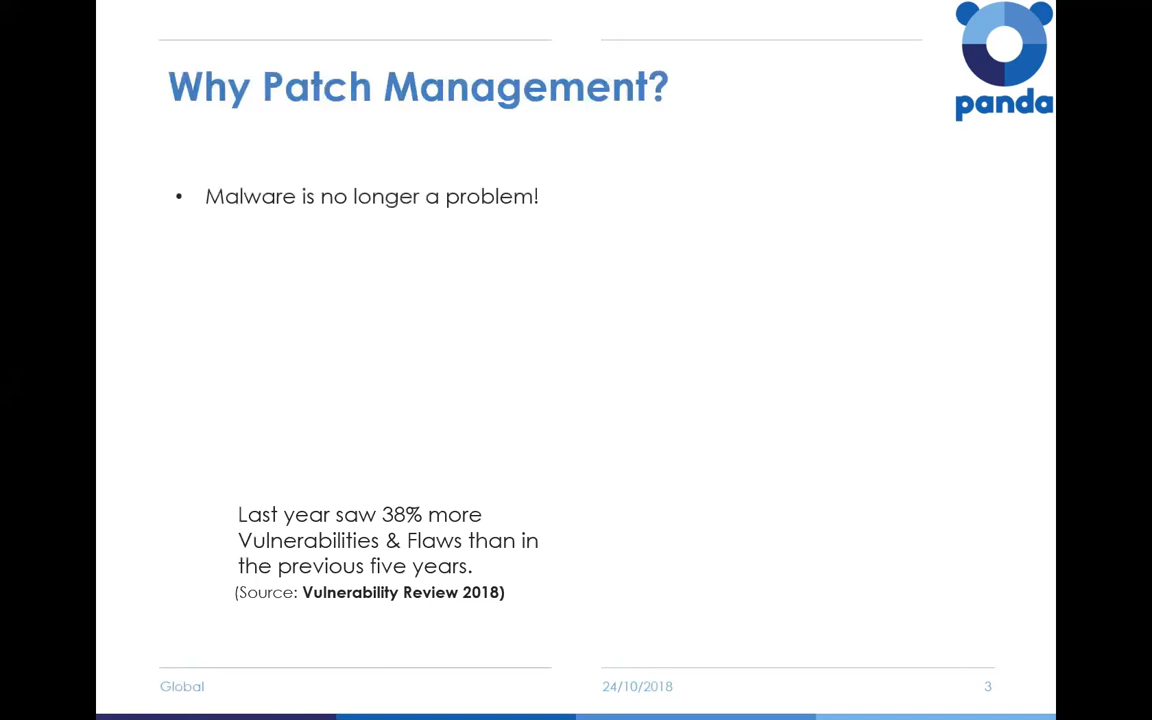 panda
Why Patch Management?
• Malware is no longer a problem!
Last year saw 38% more
Vulnerabilities & Flaws than in
the previous five years.
(Source: Vulnerability Review 2018)
Global
24/10/2018
3